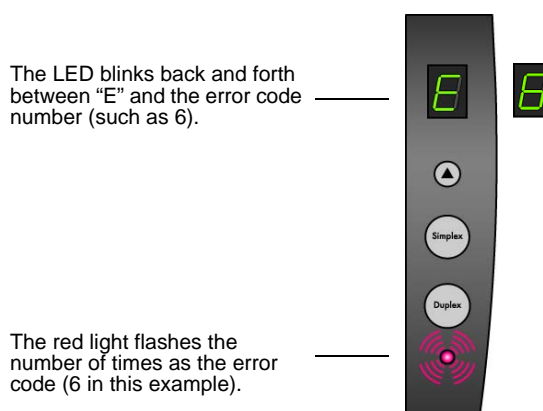 The LED blinks back and forth
between “E” and the error code
number (such as 6).
E 6
Simplex
Duplex
The red light flashes the
number of times as the error
code (6 in this example).